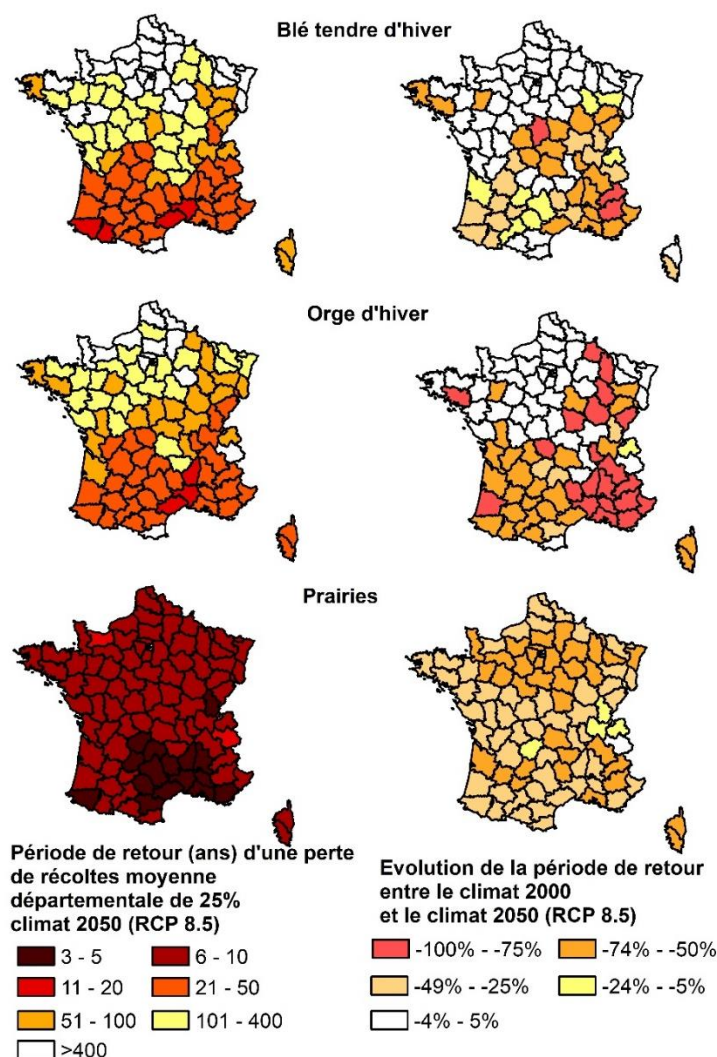 Blé tendre d'hiver
Orge d'hiver
Prairies
Période de retour (ans) d'une perte
de récoltes moyenne
départementale de 25%
climat 2050 (RCP 8.5)
3 - 5
6 - 10
11 - 20
21 - 50
51 - 100
101 - 400
>400
Evolution de la période de retour
entre le climat 2000
et le climat 2050 (RCP 8.5)
-100% - -75%
-74% - -50%
-49% - -25%
-24% - -5%
-4% - 5%